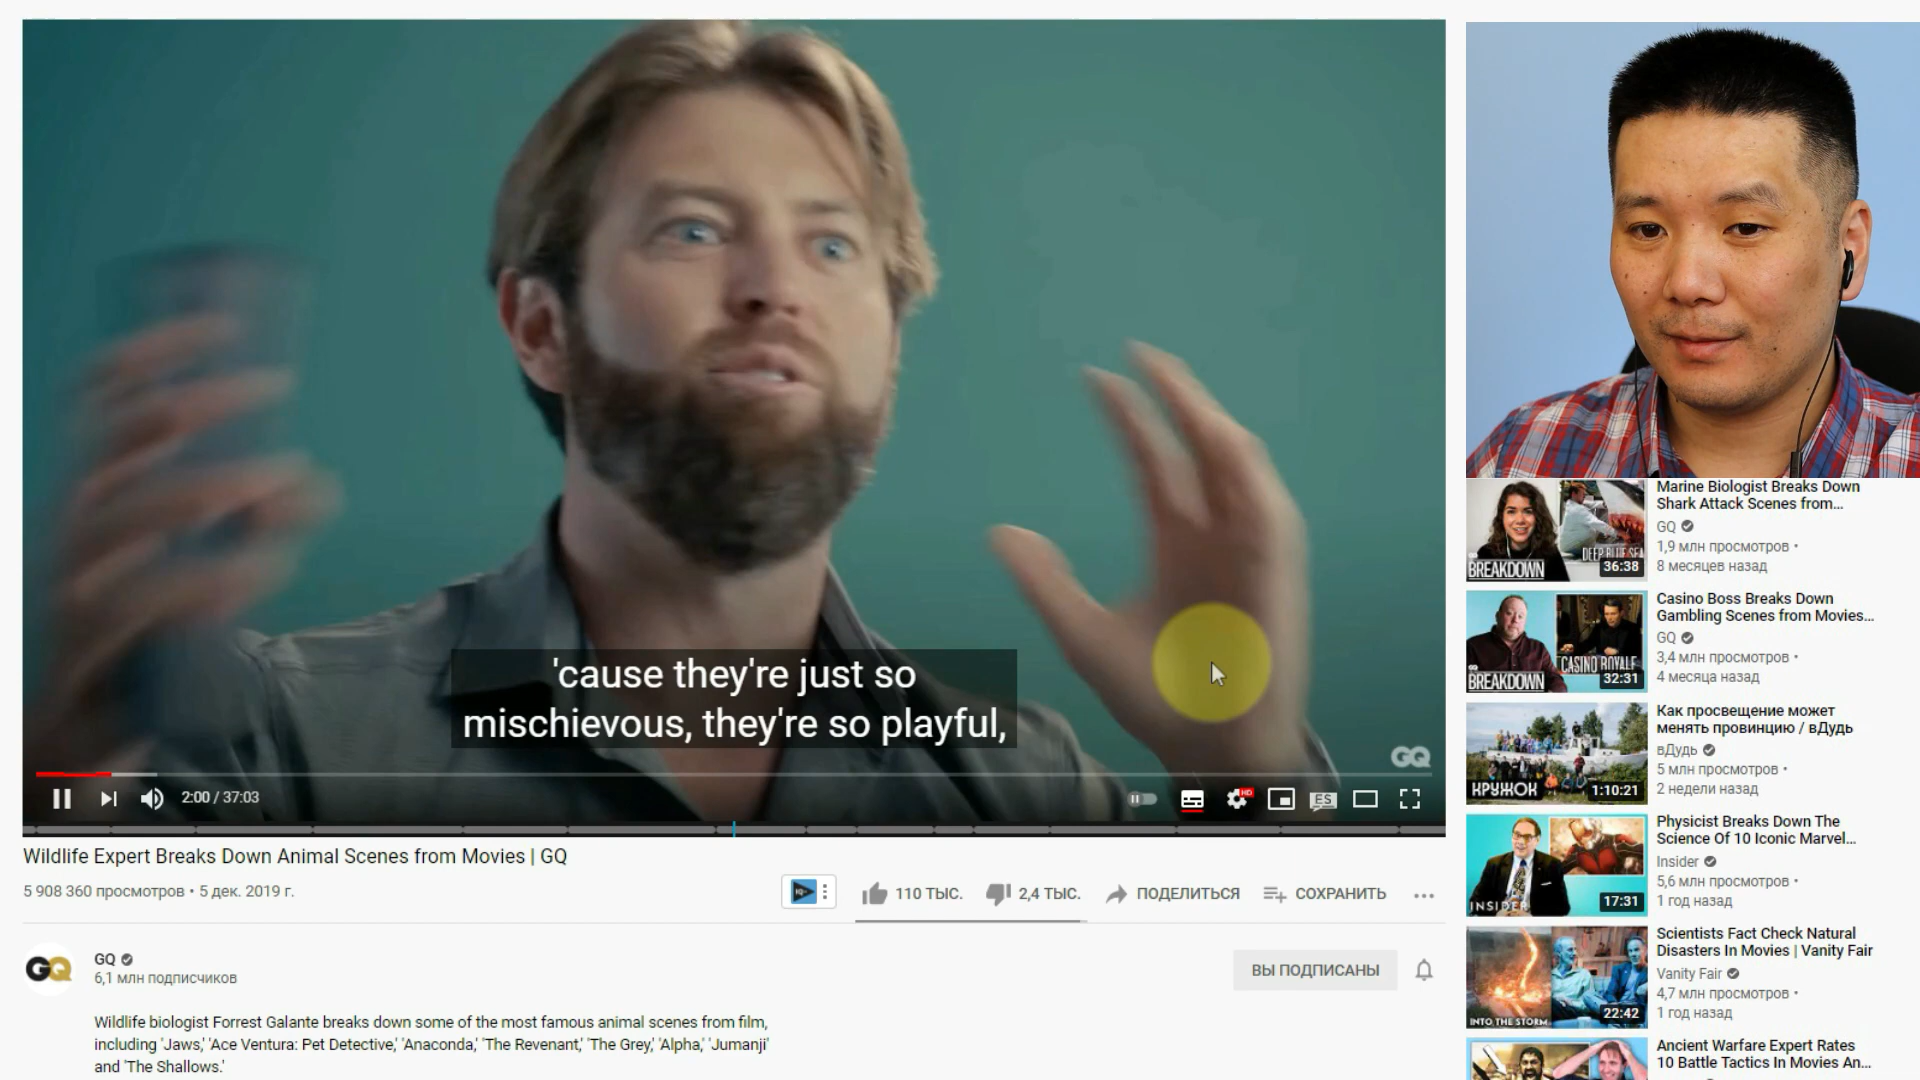 'cause they're just so
mischievous, they're so playful,
GQ
2:00 / 37:03
HD
ES
Wildlife Expert Breaks Down Animal Scenes from Movies | GQ
5 908 360 просмотров • 5 дек. 2019 г.
110 ТЫС.
2,4 ТЫС.
ПОДЕЛИТЬСЯ
СОХРАНИТЬ
GQ
GQ
6,1 млн подписчиков
ВЫ ПОДПИСАНЫ
Wildlife biologist Forrest Galante breaks down some of the most famous animal scenes from film,
including 'Jaws,' 'Ace Ventura: Pet Detective,' 'Anaconda,' 'The Revenant,' 'The Grey,' 'Alpha,' 'Jumanji'
and 'The Shallows.'
DEEP BLUE SEA
BREAKDOWN
36:38
Marine Biologist Breaks Down
Shark Attack Scenes from...
GQ
1,9 млн просмотров •
8 месяцев назад
CASINO ROYALE
BREAKDOWN
32:31
Casino Boss Breaks Down
Gambling Scenes from Movies...
GQ
3,4 млн просмотров •
4 месяца назад
КРУЖОК
1:10:21
Как просвещение может
менять провинцию / вДудь
вДудь
5 млн просмотров •
2 недели назад
INSIDER
17:31
Physicist Breaks Down The
Science Of 10 Iconic Marvel...
Insider
5,6 млн просмотров •
1 год назад
INTO THE STORM
22:42
Scientists Fact Check Natural
Disasters In Movies | Vanity Fair
Vanity Fair
4,7 млн просмотров •
1 год назад
Ancient Warfare Expert Rates
10 Battle Tactics In Movies An...